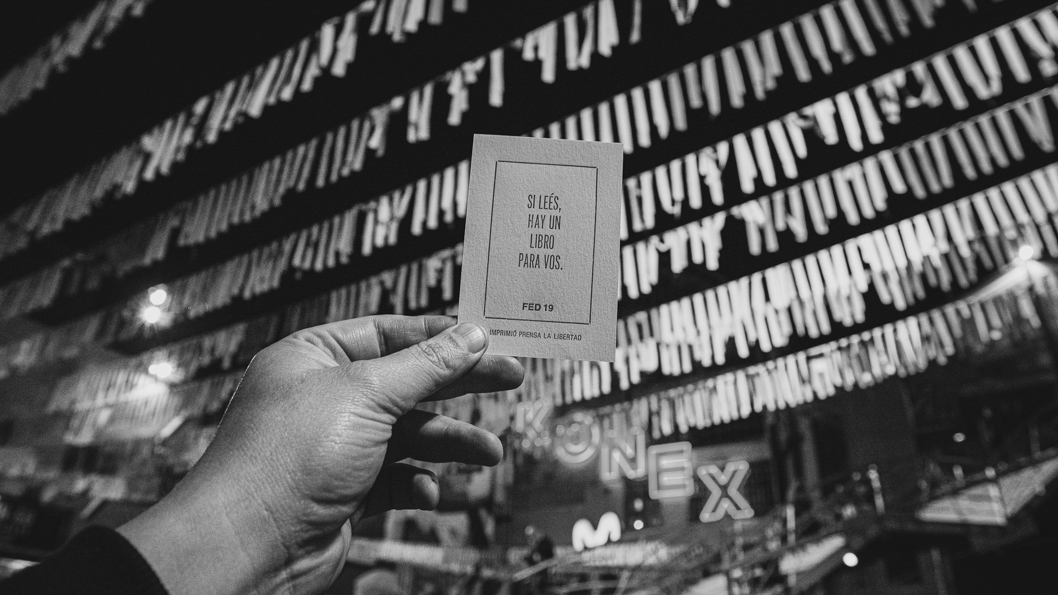 SI LEÉS,
HAY UN
LIBRO
PARA VOS.
FED 19
IMPRIMIÓ PRENSA LA LIBERTAD
KONEX
M